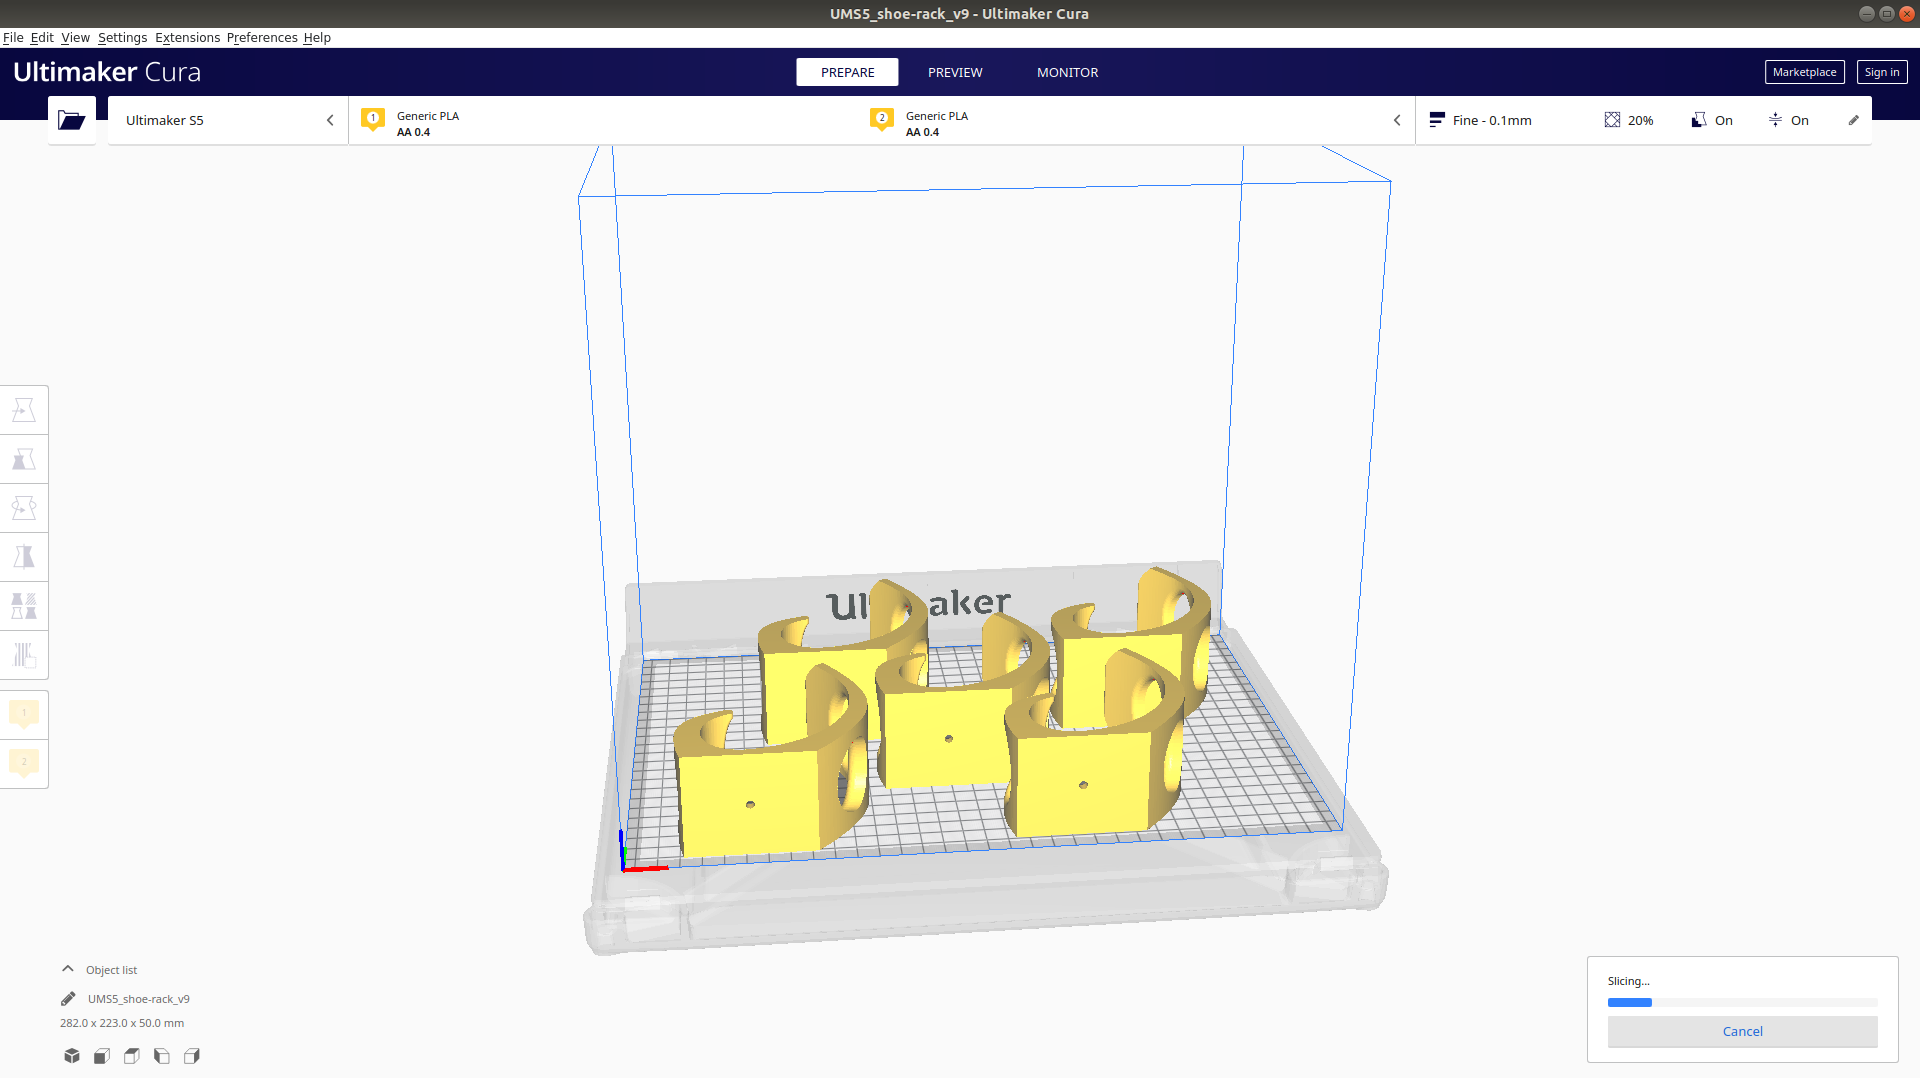 UMS5_shoe-rack_v9 - Ultimaker Cura
File Edit View Settings Extensions Preferences Help
Ultimaker Cura
PREPARE
PREVIEW
MONITOR
Marketplace
Sign in
Ultimaker S5
1
Generic PLA
AA 0.4
2
Generic PLA
AA 0.4
Fine - 0.1mm
20%
On
On
Ul aker
1
2
Object list
UMS5_shoe-rack_v9
282.0 x 223.0 x 50.0 mm
Slicing...
Cancel